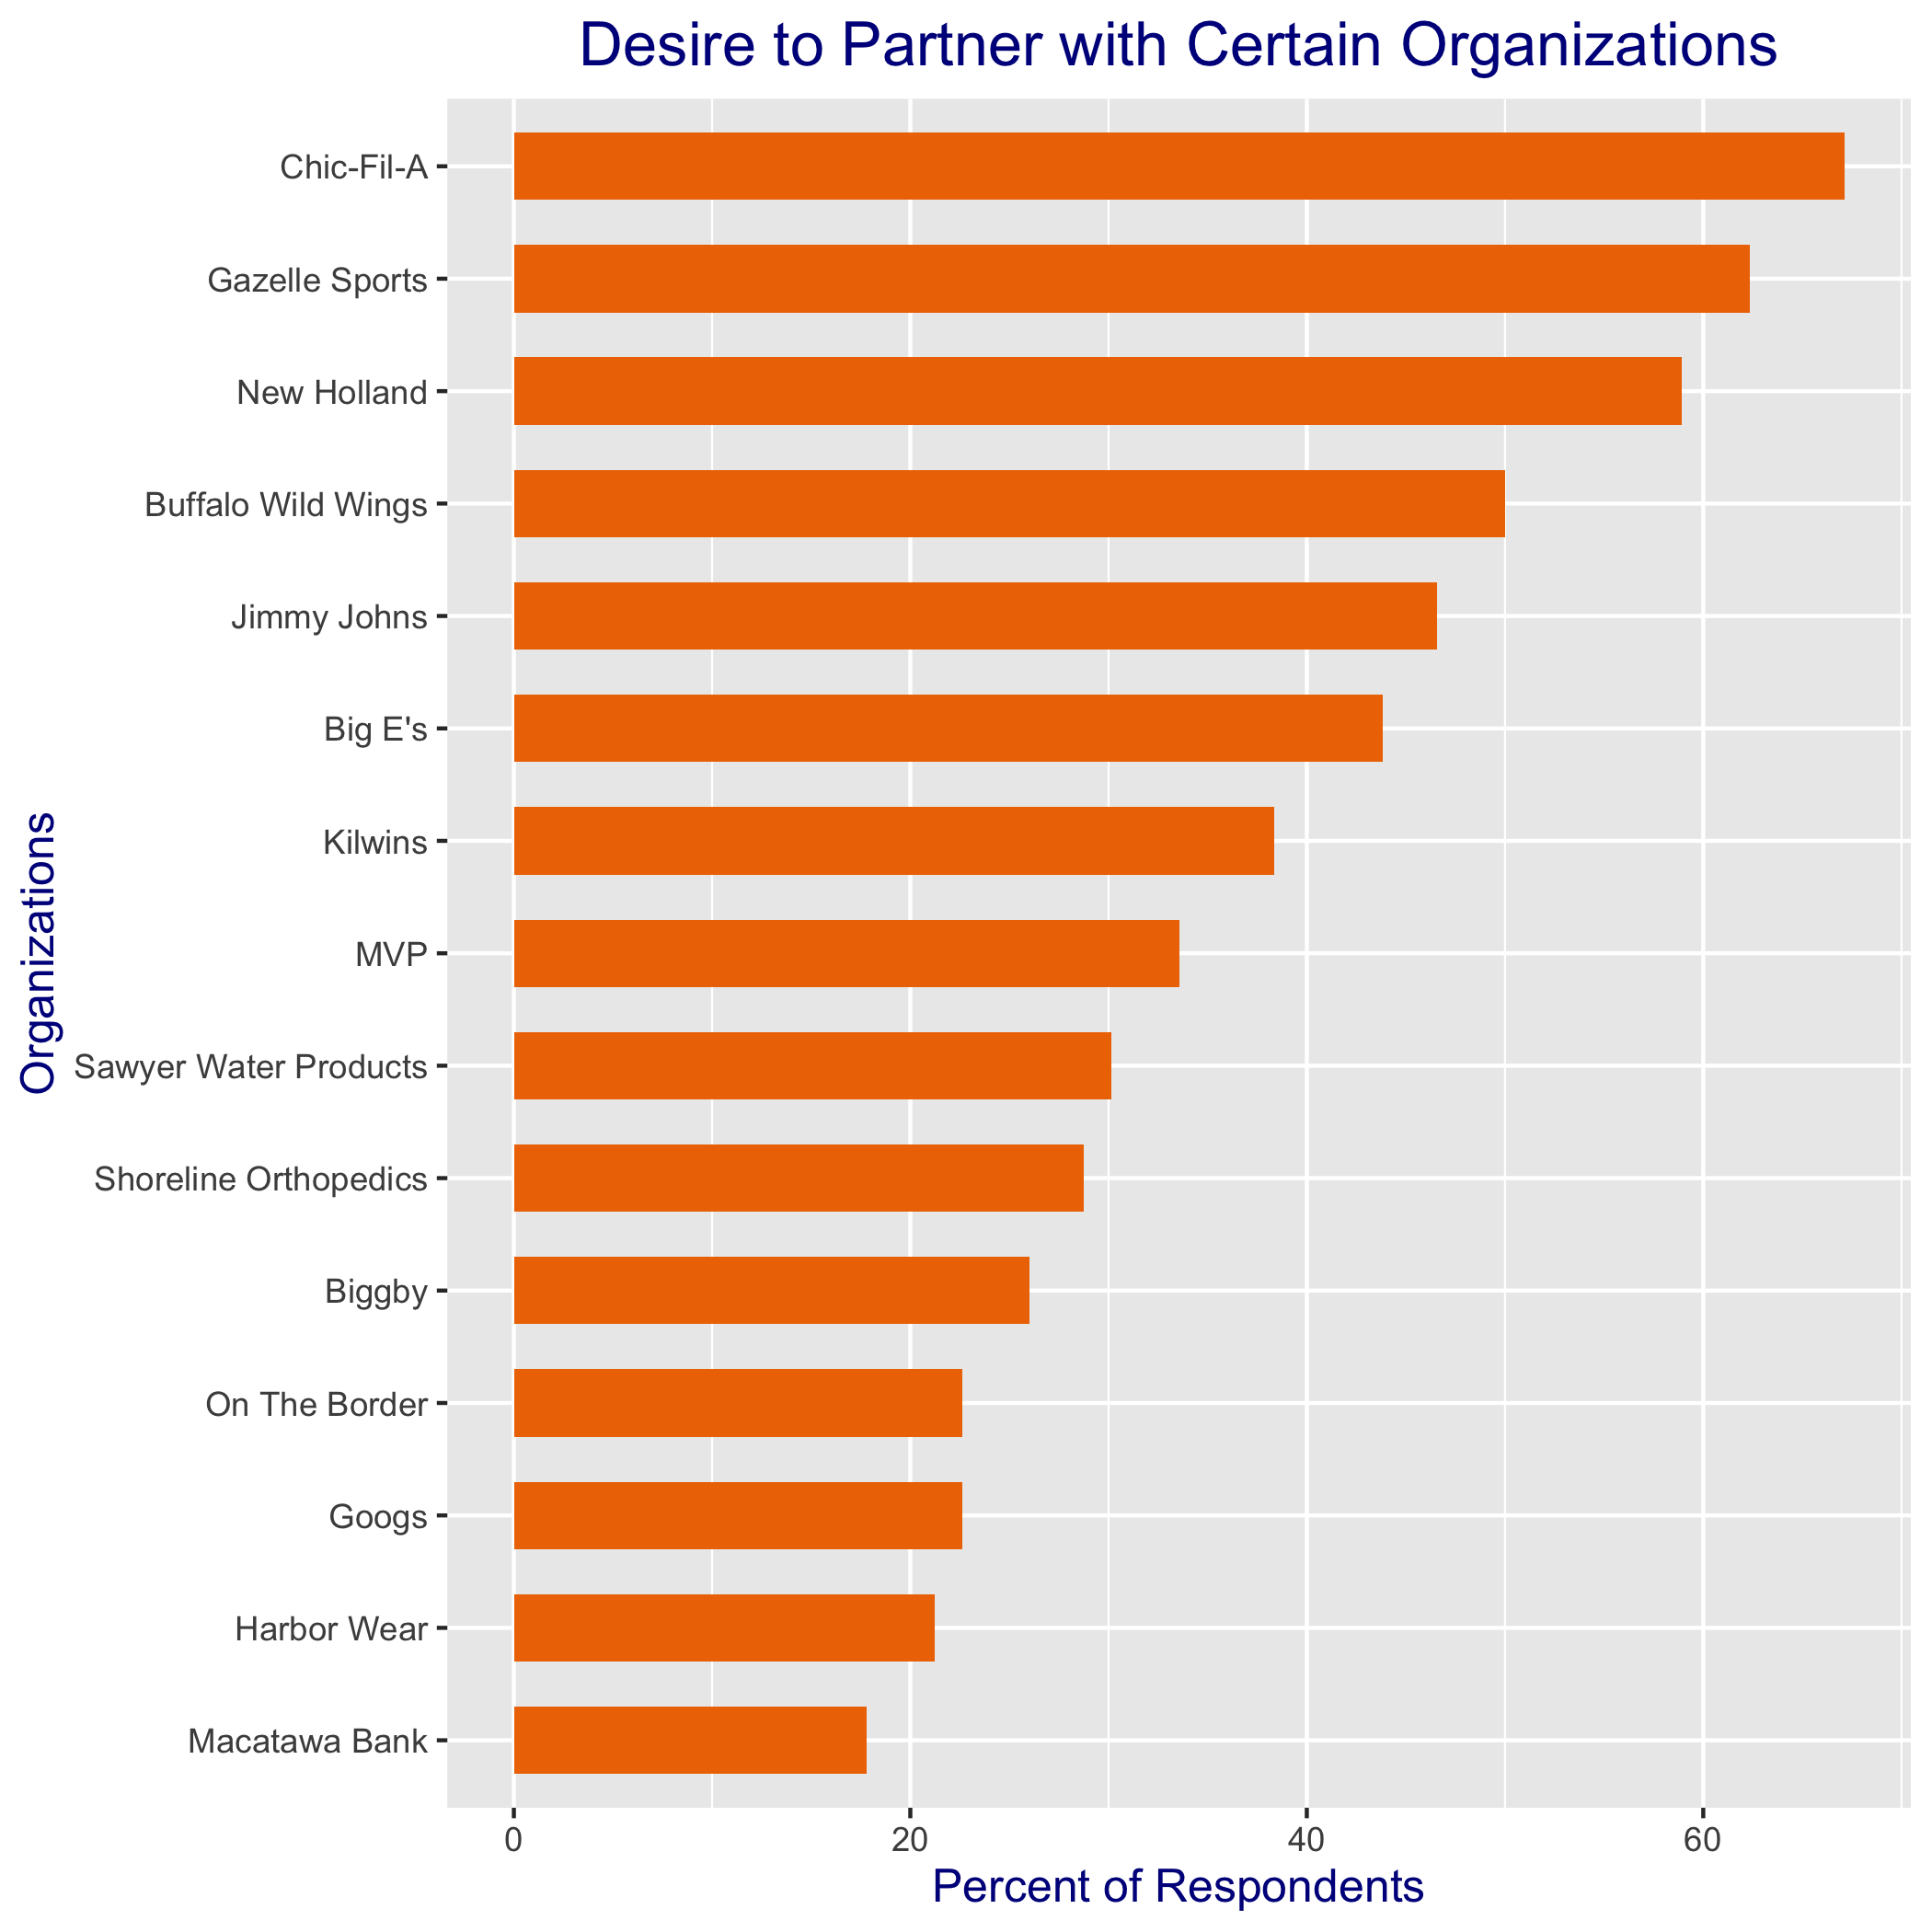 Desire to Partner with Certain Organizations
Chic-Fil-A
Gazelle Sports
New Holland
Buffalo Wild Wings
Jimmy Johns
Big E's
Kilwins
MVP
Sawyer Water Products
Shoreline Orthopedics
Biggby
On The Border
Googs
Harbor Wear
Macatawa Bank
Organizations
0 20 40 60
Percent of Respondents